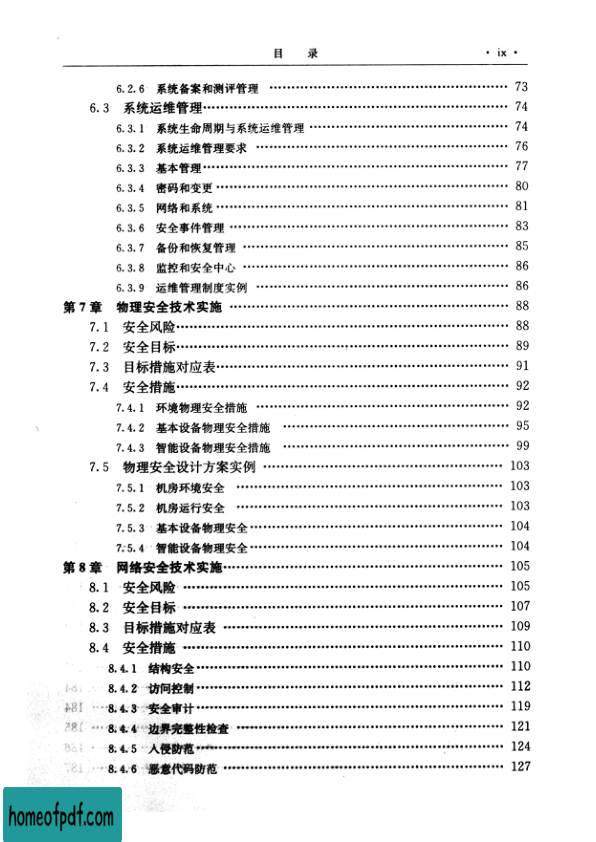 目 录 · ix ·
6.2.6 系统备案和测评管理 …… 73
6.3 系统运维管理 …… 74
6.3.1 系统生命周期与系统运维管理 …… 74
6.3.2 系统运维管理要求 …… 76
6.3.3 基本管理 …… 77
6.3.4 密码和变更 …… 80
6.3.5 网络和系统 …… 81
6.3.6 安全事件管理 …… 83
6.3.7 备份和恢复管理 …… 85
6.3.8 监控和安全中心 …… 86
6.3.9 运维管理制度实例 …… 86
第7章 物理安全技术实施 …… 88
7.1 安全风险 …… 88
7.2 安全目标 …… 89
7.3 目标措施对应表 …… 91
7.4 安全措施 …… 92
7.4.1 环境物理安全措施 …… 92
7.4.2 基本设备物理安全措施 …… 95
7.4.3 智能设备物理安全措施 …… 99
7.5 物理安全设计方案实例 …… 103
7.5.1 机房环境安全 …… 103
7.5.2 机房运行安全 …… 103
7.5.3 基本设备物理安全 …… 104
7.5.4 智能设备物理安全 …… 104
第8章 网络安全技术实施 …… 105
8.1 安全风险 …… 105
8.2 安全目标 …… 107
8.3 目标措施对应表 …… 109
8.4 安全措施 …… 110
8.4.1 结构安全 …… 110
8.4.2 访问控制 …… 112
8.4.3 安全审计 …… 119
8.4.4 边界完整性检查 …… 121
8.4.5 入侵防范 …… 124
8.4.6 恶意代码防范 …… 127
homeofpdf.com